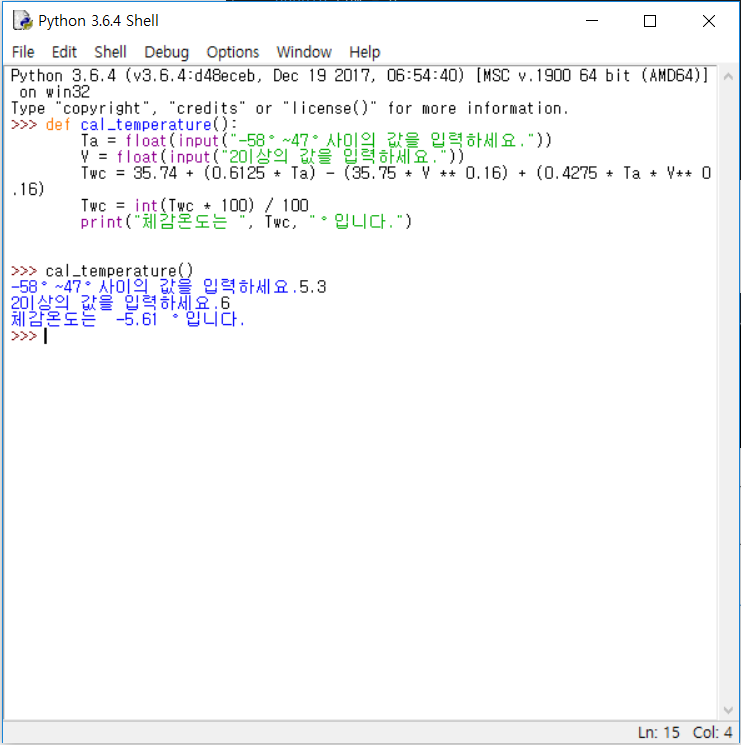 Python 3.6.4 Shell
File Edit Shell Debug Options Window Help
Python 3.6.4 (v3.6.4:d48eceb, Dec 19 2017, 06:54:40) [MSC v.1900 64 bit (AMD64)]
on win32
Type "copyright", "credits" or "license()" for more information.
>>> def cal_temperature():
        Ta = float(input("-58°~47°사이의 값을 입력하세요."))
        V = float(input("2이상의 값을 입력하세요."))
        Twc = 35.74 + (0.6125 * Ta) - (35.75 * V ** 0.16) + (0.4275 * Ta * V** 0
.16)
        Twc = int(Twc * 100) / 100
        print("체감온도는 ", Twc, "°입니다.")
>>> cal_temperature()
-58°~47°사이의 값을 입력하세요.5.3
2이상의 값을 입력하세요.6
체감온도는  -5.61 °입니다.
>>>
Ln: 15 Col: 4